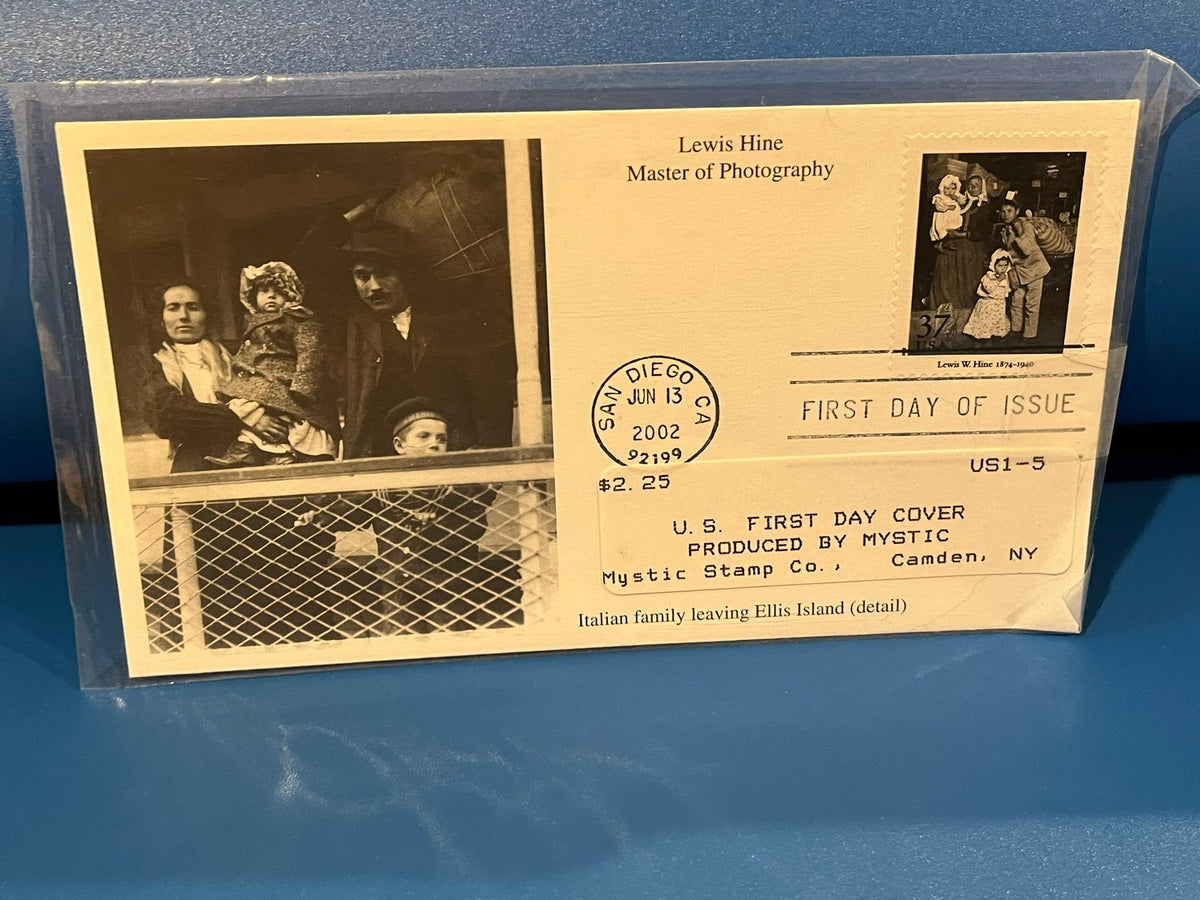 Lewis Hine
Master of Photography
37
USA
Lewis W. Hine 1874-1940
SAN DIEGO CA
JUN 13
2002
92199
FIRST DAY OF ISSUE
$2.25 US1-5
U.S. FIRST DAY COVER
PRODUCED BY MYSTIC
Mystic Stamp Co., Camden, NY
Italian family leaving Ellis Island (detail)